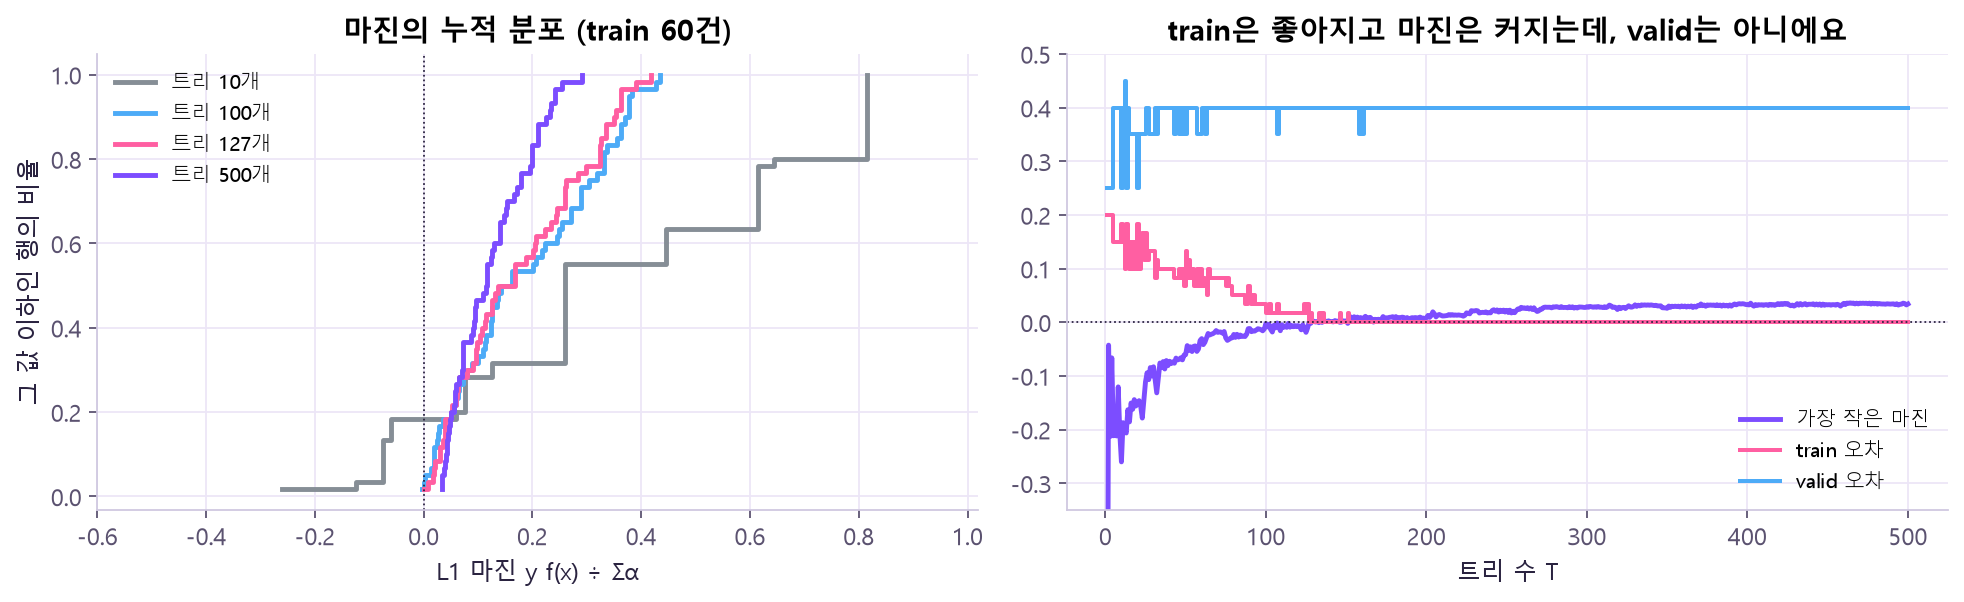 마진의 누적 분포 (train 60건)
그 값 이하인 행의 비율
1.0
0.8
0.6
0.4
0.2
0.0
트리 10개
트리 100개
트리 127개
트리 500개
-0.6 -0.4 -0.2 0.0 0.2 0.4 0.6 0.8 1.0
L1 마진 y f(x) ÷ Σα
train은 좋아지고 마진은 커지는데, valid는 아니에요
0.5
0.4
0.3
0.2
0.1
0.0
-0.1
-0.2
-0.3
가장 작은 마진
train 오차
valid 오차
0 100 200 300 400 500
트리 수 T